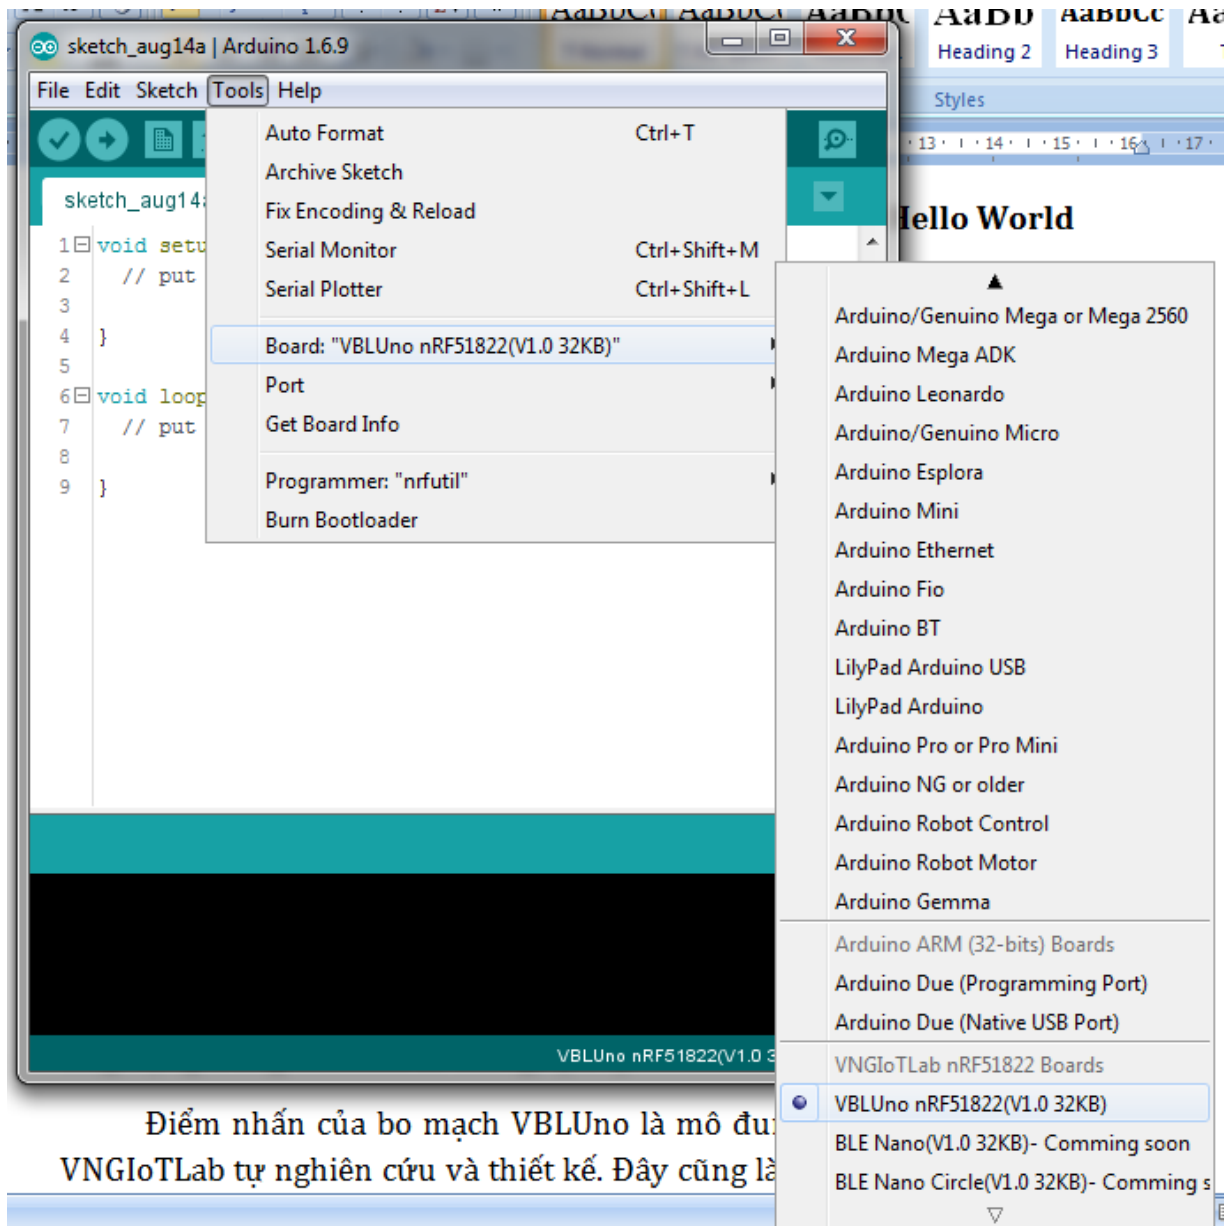 AaBbCc AaBbCc AaBbC AaBb AaBbCc
Heading 2 Heading 3
Styles
13 14 15 16 17
sketch_aug14a | Arduino 1.6.9
File Edit Sketch Tools Help
Auto Format Ctrl+T
Archive Sketch
Fix Encoding & Reload
Serial Monitor Ctrl+Shift+M
Serial Plotter Ctrl+Shift+L
Board: "VBLUno nRF51822(V1.0 32KB)"
Port
Get Board Info
Programmer: "nrfutil"
Burn Bootloader
sketch_aug14a
1 void setu
2 // put
3
4 }
5
6 void loop
7 // put
8
9 }
Hello World
Arduino/Genuino Mega or Mega 2560
Arduino Mega ADK
Arduino Leonardo
Arduino/Genuino Micro
Arduino Esplora
Arduino Mini
Arduino Ethernet
Arduino Fio
Arduino BT
LilyPad Arduino USB
LilyPad Arduino
Arduino Pro or Pro Mini
Arduino NG or older
Arduino Robot Control
Arduino Robot Motor
Arduino Gemma
Arduino ARM (32-bits) Boards
Arduino Due (Programming Port)
Arduino Due (Native USB Port)
VNGIoTLab nRF51822 Boards
VBLUno nRF51822(V1.0 32KB)
BLE Nano(V1.0 32KB)- Comming soon
BLE Nano Circle(V1.0 32KB)- Comming s
VBLUno nRF51822(V1.0 3
Điểm nhấn của bo mạch VBLUno là mô đu
VNGIoTLab tự nghiên cứu và thiết kế. Đây cũng là